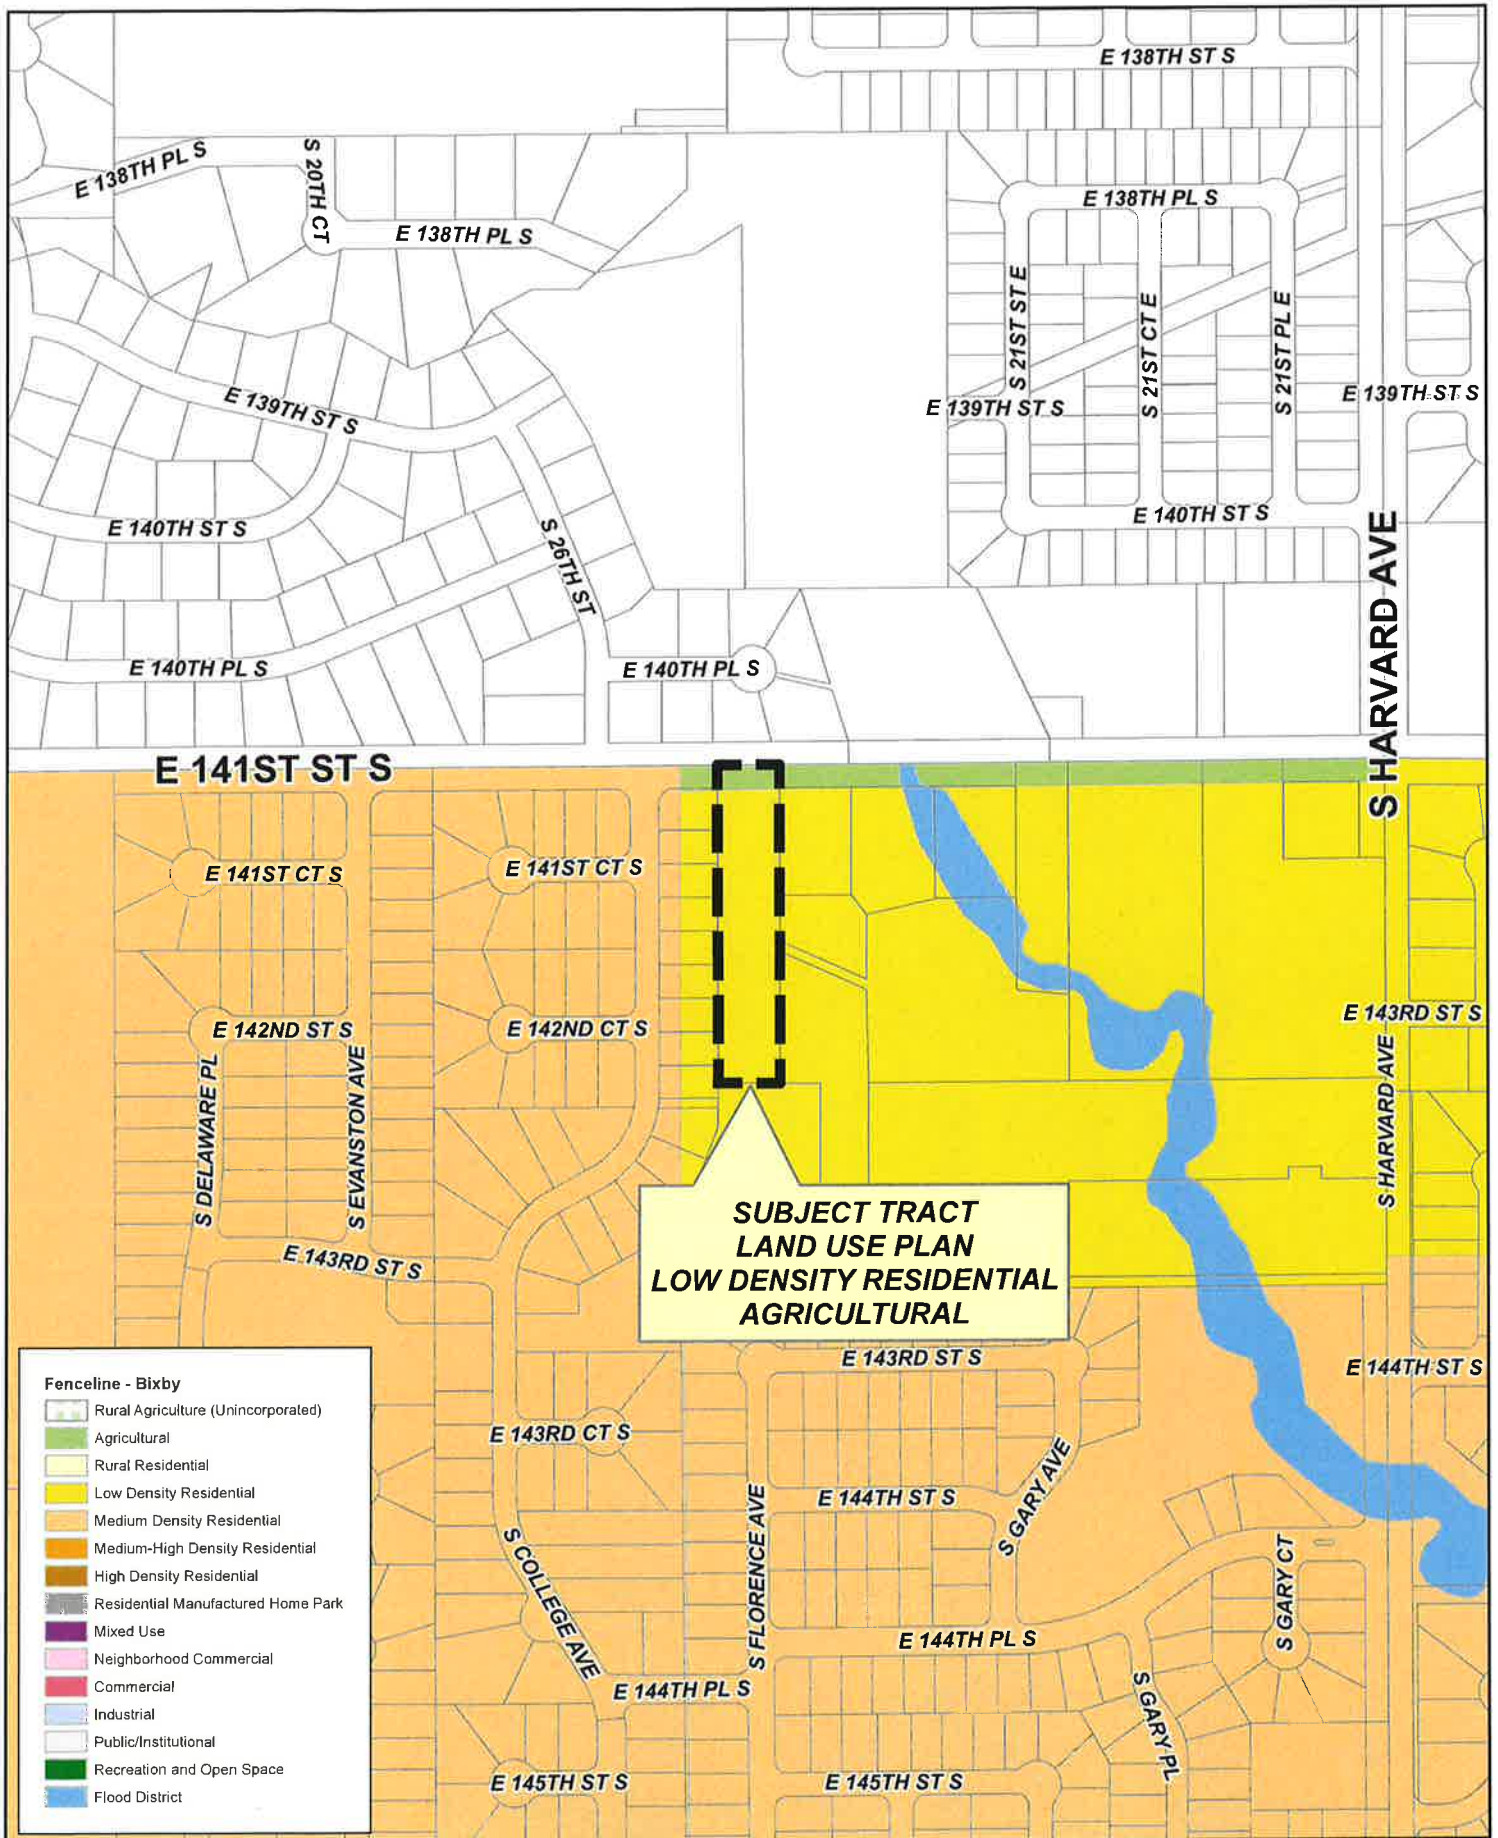 E 138TH ST S
E 138TH PL S
S 20TH CT
E 138TH PL S
E 138TH PL S
S 21ST ST E
S 21ST CT E
S 21ST PL E
E 139TH ST S
E 139TH ST S
E 139TH ST S
E 140TH ST S
S 26TH ST
E 140TH ST S
E 140TH PL S
E 140TH PL S
S HARVARD AVE
E 141ST ST S
E 141ST CT S
E 141ST CT S
E 142ND ST S
E 142ND CT S
E 143RD ST S
S DELAWARE PL
S EVANSTON AVE
S HARVARD AVE
SUBJECT TRACT
LAND USE PLAN
LOW DENSITY RESIDENTIAL
AGRICULTURAL
E 143RD ST S
E 143RD ST S
E 144TH ST S
E 143RD CT S
E 144TH ST S
S GARY AVE
S COLLEGE AVE
S FLORENCE AVE
S GARY CT
E 144TH PL S
E 144TH PL S
S GARY PL
E 145TH ST S
E 145TH ST S
Fenceline - Bixby
Rural Agriculture (Unincorporated)
Agricultural
Rural Residential
Low Density Residential
Medium Density Residential
Medium-High Density Residential
High Density Residential
Residential Manufactured Home Park
Mixed Use
Neighborhood Commercial
Commercial
Industrial
Public/Institutional
Recreation and Open Space
Flood District